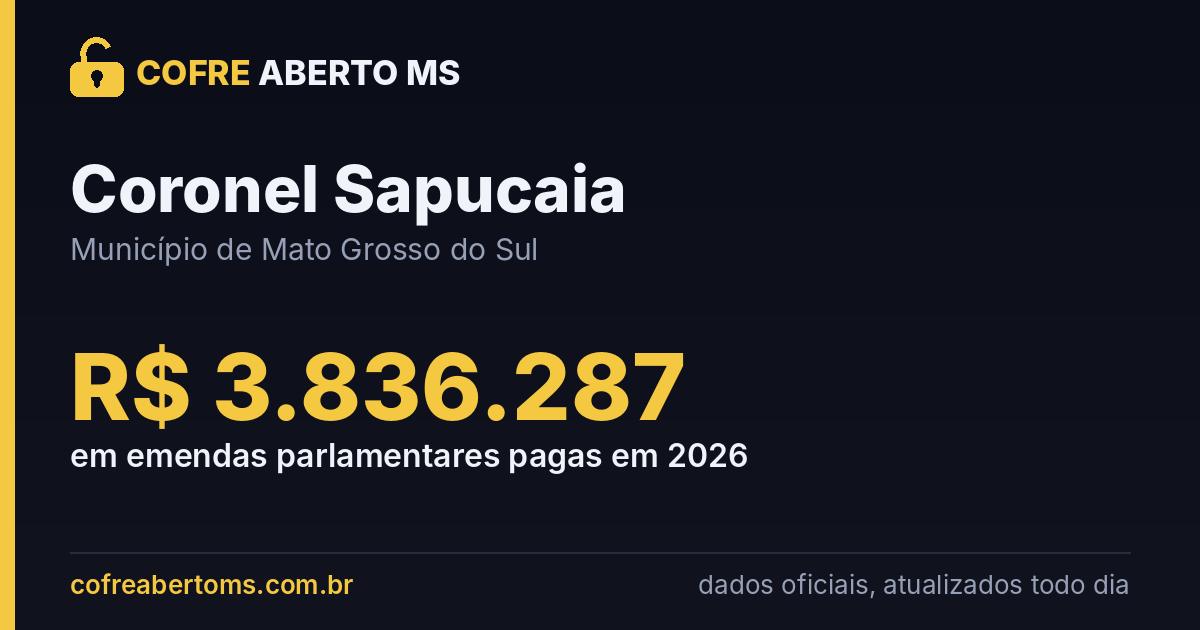 COFRE ABERTO MS
Coronel Sapucaia
Município de Mato Grosso do Sul
R$ 3.836.287
em emendas parlamentares pagas em 2026
cofreabertoms.com.br
dados oficiais, atualizados todo dia